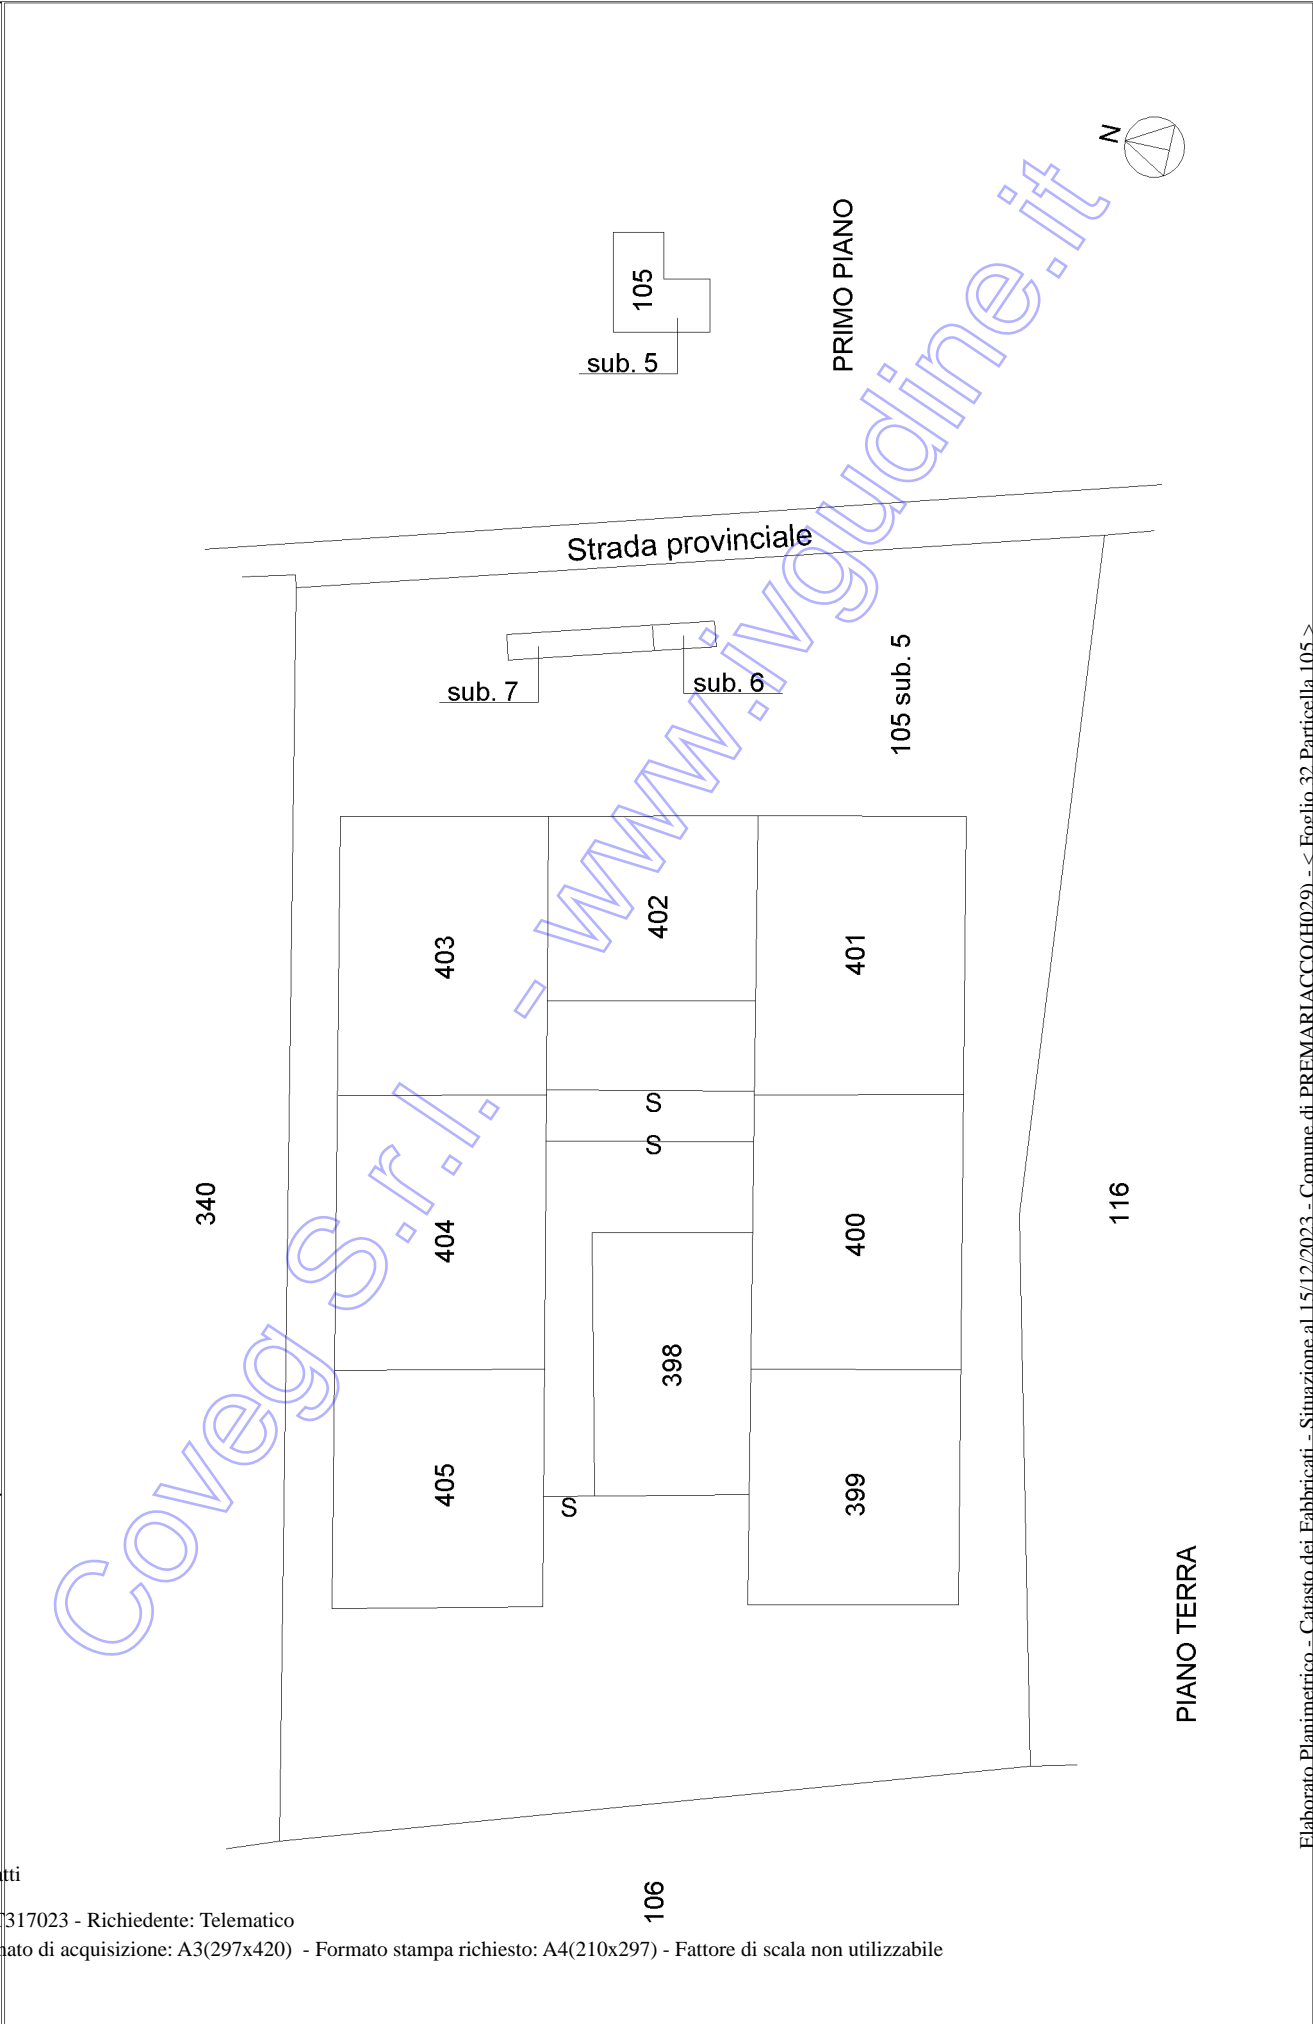 N
105
PRIMO PIANO
sub. 5
Strada provinciale
sub. 7
sub. 6
105 sub. 5
403
402
401
S
S
340
404
400
116
398
405
399
S
PIANO TERRA
106
Coveg S.r.l. - www.ivgudine.it
Elaborato Planimetrico - Catasto dei Fabbricati - Situazione al 15/12/2023 - Comune di PREMARIACCO(H029) - < Foglio 32 Particella 105 >
317023 - Richiedente: Telematico
di acquisizione: A3(297x420) - Formato stampa richiesto: A4(210x297) - Fattore di scala non utilizzabile